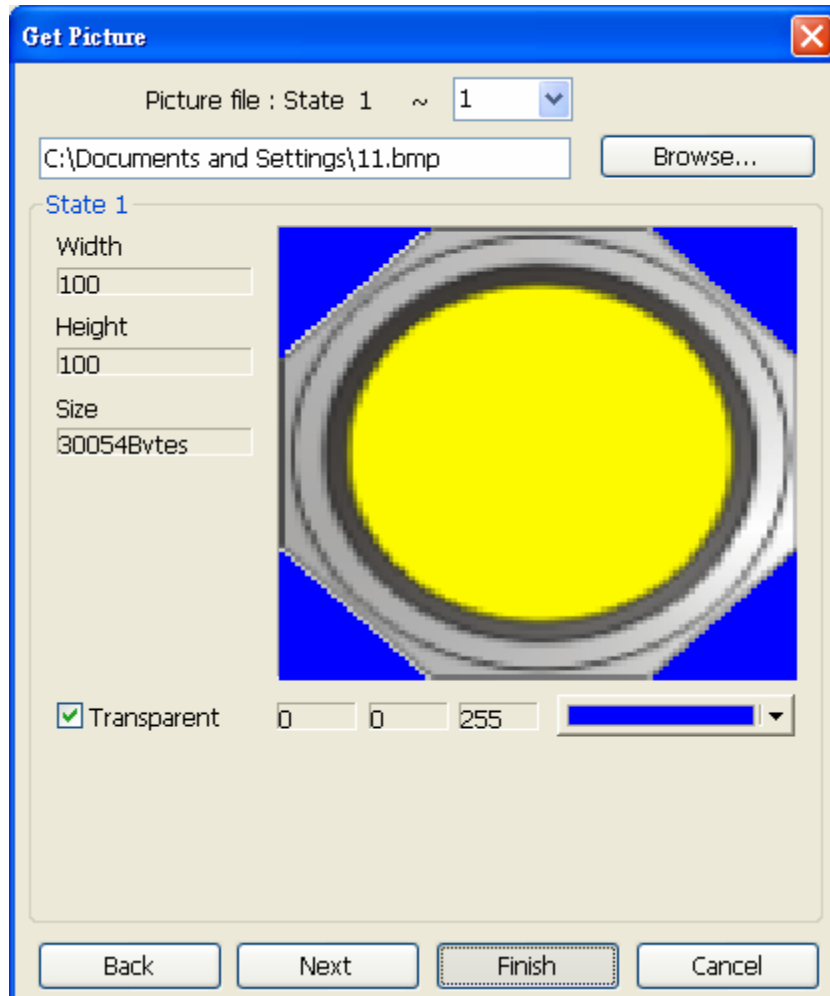 Get Picture
Picture file : State 1 ~ 1
C:\Documents and Settings\11.bmp Browse...
State 1
Width
100
Height
100
Size
30054Bytes
Transparent 0 0 255
Back Next Finish Cancel